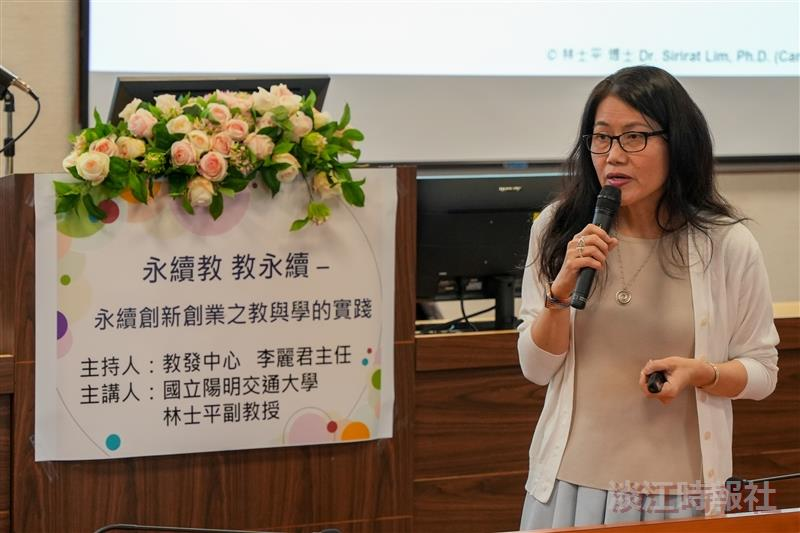 © 林士平 博士 Dr. Sirirat Lim, Ph.D. (Car
永續教 教永續 –
永續創新創業之教與學的實踐
主持人：教發中心 李麗君主任
主講人：國立陽明交通大學
林士平副教授
淡江時報社